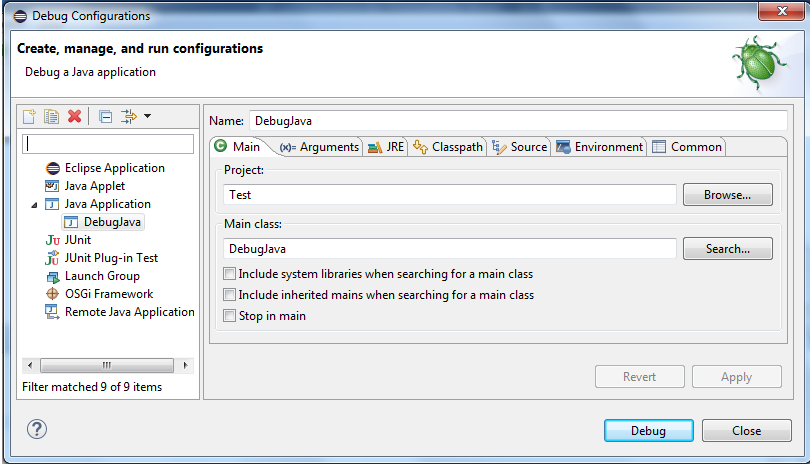 Debug Configurations
Create, manage, and run configurations
Debug a Java application
Name: DebugJava
Main (x)= Arguments JRE Classpath Source Environment Common
Eclipse Application
Java Applet
Java Application
DebugJava
JUnit
JUnit Plug-in Test
Launch Group
OSGi Framework
Remote Java Application
Filter matched 9 of 9 items
Project:
Test Browse...
Main class:
DebugJava Search...
Include system libraries when searching for a main class
Include inherited mains when searching for a main class
Stop in main
Revert Apply
Debug Close